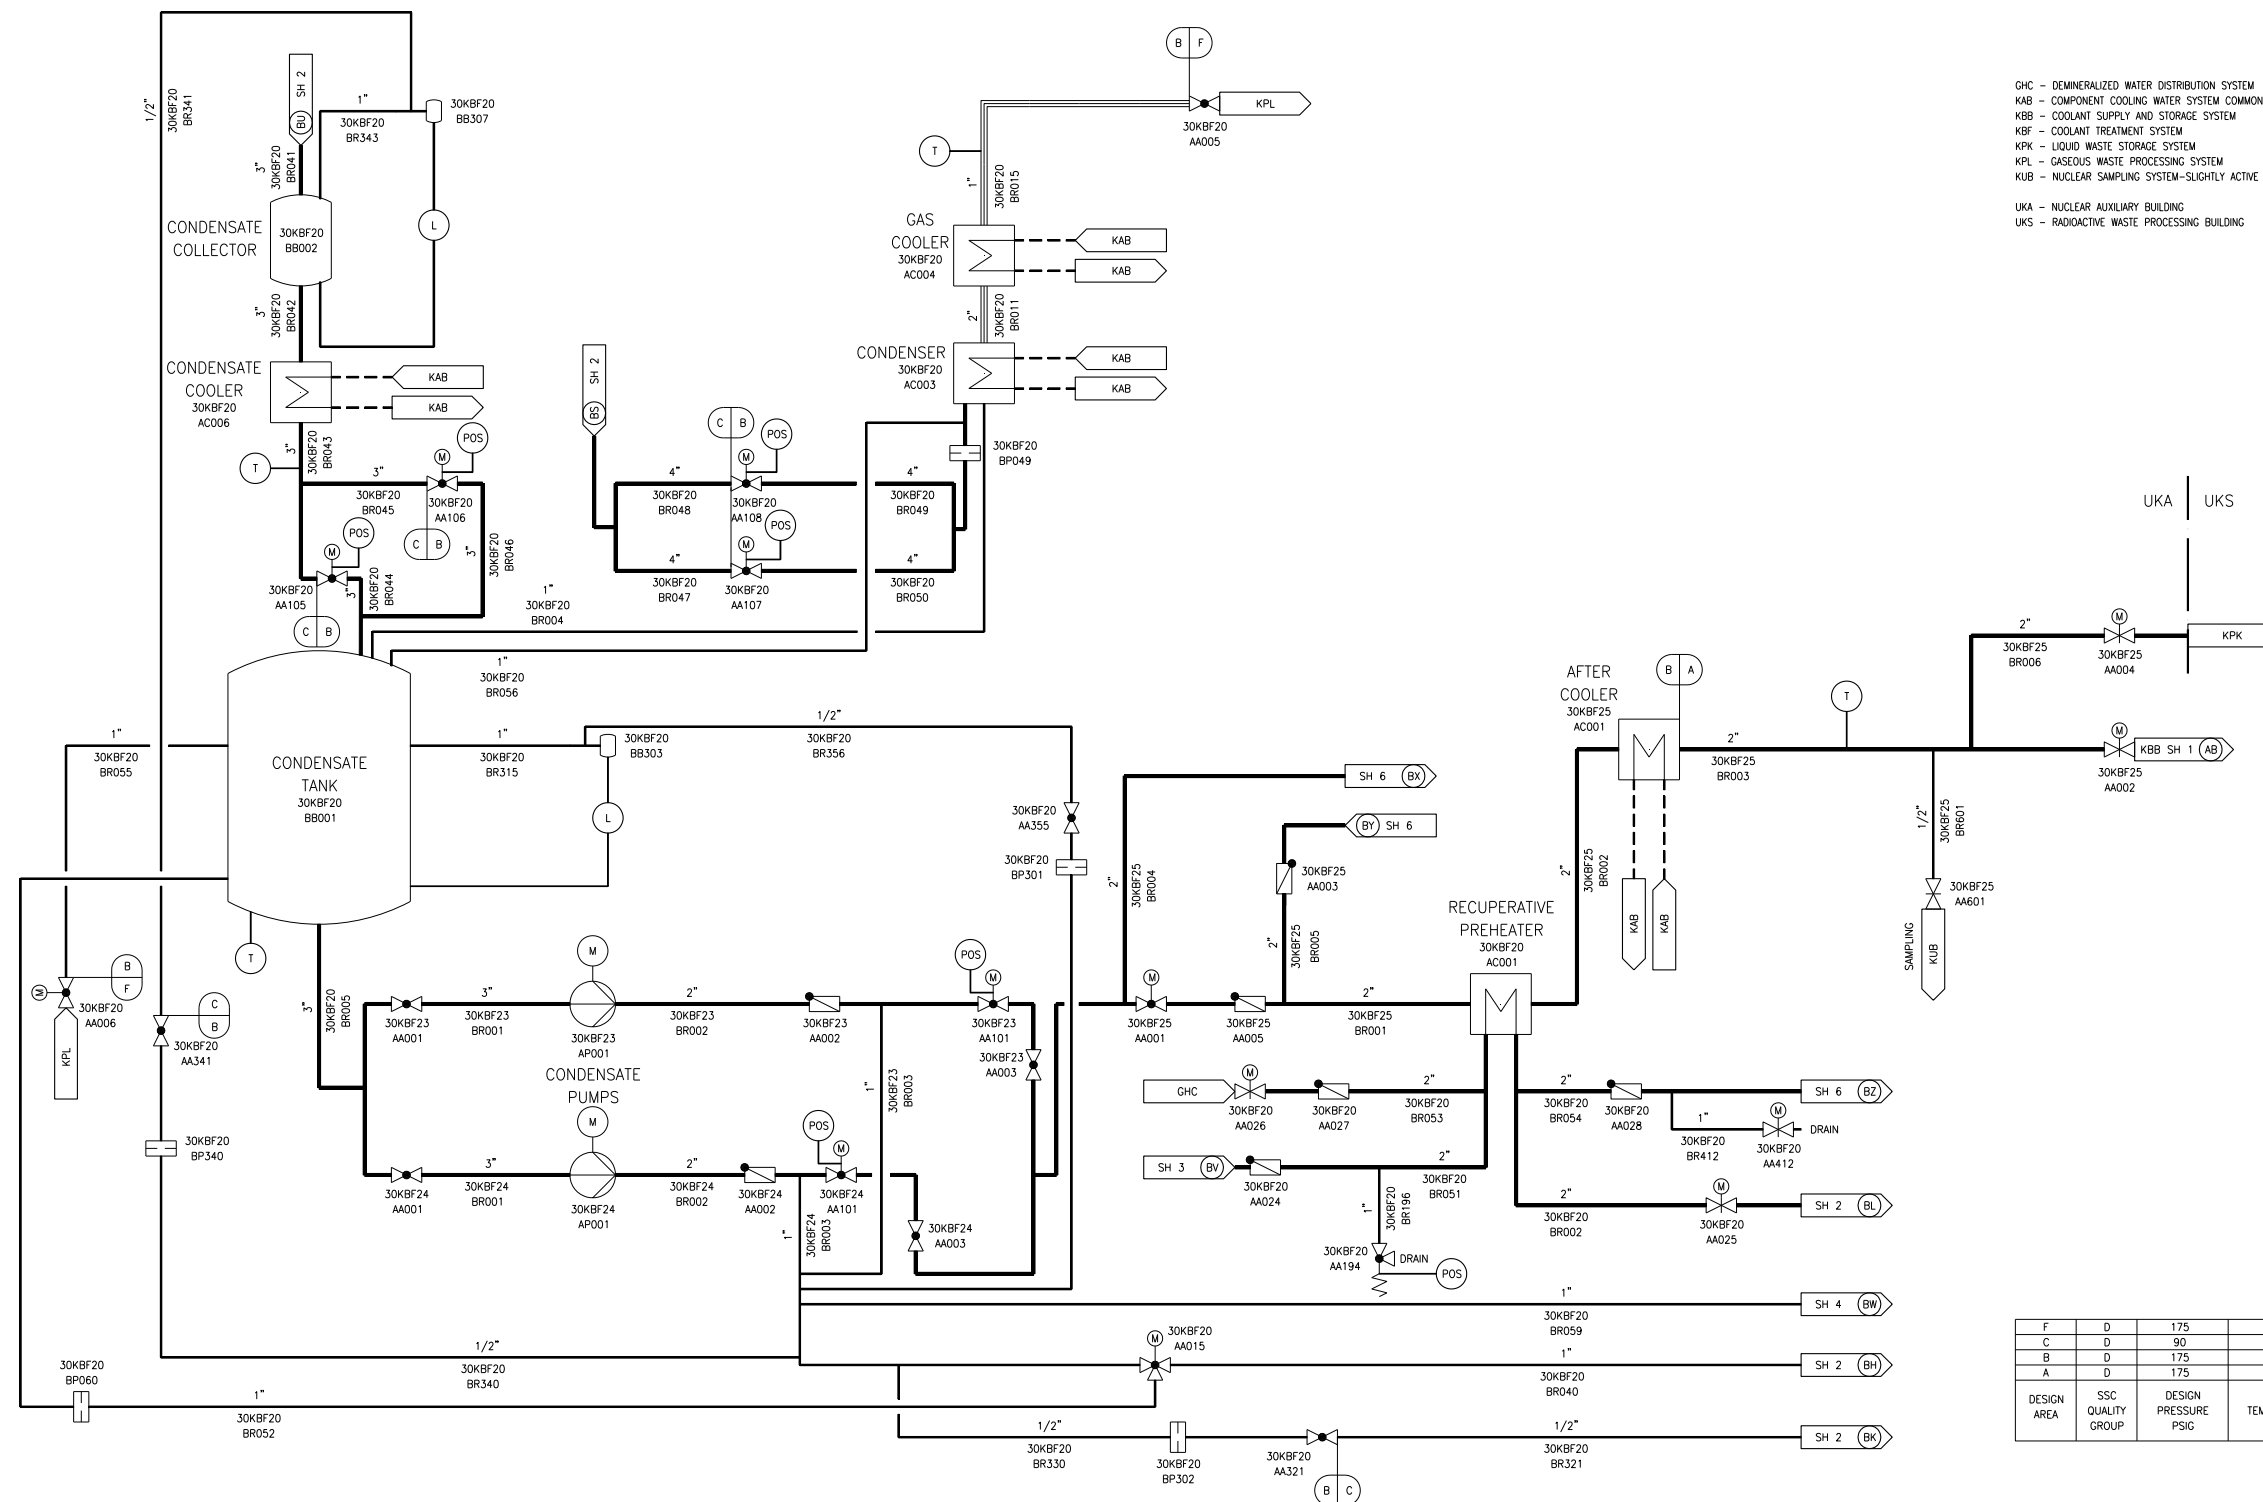 GHC – DEMINERALIZED WATER DISTRIBUTION SYSTEM
KAB – COMPONENT COOLING WATER SYSTEM COMMON
KBB – COOLANT SUPPLY AND STORAGE SYSTEM
KBF – COOLANT TREATMENT SYSTEM
KPK – LIQUID WASTE STORAGE SYSTEM
KPL – GASEOUS WASTE PROCESSING SYSTEM
KUB – NUCLEAR SAMPLING SYSTEM–SLIGHTLY ACTIVE
UKA – NUCLEAR AUXILIARY BUILDING
UKS – RADIOACTIVE WASTE PROCESSING BUILDING
1/2"
30KBF20
BR341
SH 2
BU
1"
30KBF20
BR343
30KBF20
BB307
3"
30KBF20
BR041
CONDENSATE
COLLECTOR
30KBF20
BB002
L
3"
30KBF20
BR042
CONDENSATE
COOLER
30KBF20
AC006
KAB
KAB
3"
30KBF20
BR043
T
3"
30KBF20
BR045
M
POS
30KBF20
AA106
C B
3"
30KBF20
BR046
M
POS
30KBF20
AA105
3"
30KBF20
BR044
C B
B F
KPL
30KBF20
AA005
T
1"
30KBF20
BR015
GAS
COOLER
30KBF20
AC004
KAB
KAB
2"
30KBF20
BR011
CONDENSER
30KBF20
AC003
KAB
KAB
30KBF20
BP049
SH 2
BS
C B
M
POS
4"
30KBF20
BR048
30KBF20
AA108
4"
30KBF20
BR049
M
POS
4"
30KBF20
BR047
30KBF20
AA107
4"
30KBF20
BR050
1"
30KBF20
BR004
1"
30KBF20
BR056
CONDENSATE
TANK
30KBF20
BB001
1"
30KBF20
BR055
1"
30KBF20
BR315
30KBF20
BB303
L
1/2"
30KBF20
BR356
30KBF20
AA355
30KBF20
BP301
T
M
B
F
30KBF20
AA006
KPL
C
B
30KBF20
AA341
30KBF20
BP340
3"
30KBF20
BR005
30KBF23
AA001
3"
30KBF23
BR001
M
30KBF23
AP001
2"
30KBF23
BR002
30KBF23
AA002
POS
M
30KBF23
AA101
30KBF23
AA003
CONDENSATE
PUMPS
1"
30KBF23
BR003
30KBF24
AA001
3"
30KBF24
BR001
M
30KBF24
AP001
2"
30KBF24
BR002
30KBF24
AA002
POS
M
30KBF24
AA101
1"
30KBF24
BR003
30KBF24
AA003
SH 6 BX
BY SH 6
2"
30KBF25
BR004
30KBF25
AA003
2"
30KBF25
BR005
M
30KBF25
AA001
30KBF25
AA005
2"
30KBF25
BR001
RECUPERATIVE
PREHEATER
30KBF20
AC001
2"
30KBF25
BR002
AFTER
COOLER
30KBF25
AC001
B A
KAB
KAB
2"
30KBF25
BR003
T
UKA UKS
2"
30KBF25
BR006
M
30KBF25
AA004
KPK
M
30KBF25
AA002
KBB SH 1 AB
1/2"
30KBF25
BR601
30KBF25
AA601
SAMPLING
KUB
GHC
M
30KBF20
AA026
30KBF20
AA027
2"
30KBF20
BR053
SH 3 BV
30KBF20
AA024
2"
30KBF20
BR051
1"
30KBF20
BR196
30KBF20
AA194
DRAIN
POS
2"
30KBF20
BR054
30KBF20
AA028
SH 6 BZ
1"
30KBF20
BR412
M
30KBF20
AA412
DRAIN
2"
30KBF20
BR002
M
30KBF20
AA025
SH 2 BL
1"
30KBF20
BR059
SH 4 BW
M
30KBF20
AA015
1"
30KBF20
BR040
SH 2 BH
1/2"
30KBF20
BR340
30KBF20
BP060
1"
30KBF20
BR052
1/2"
30KBF20
BR330
30KBF20
BP302
30KBF20
AA321
B C
1/2"
30KBF20
BR321
SH 2 BK
F D 175
C D 90
B D 175
A D 175
DESIGN AREA
SSC QUALITY GROUP
DESIGN PRESSURE PSIG